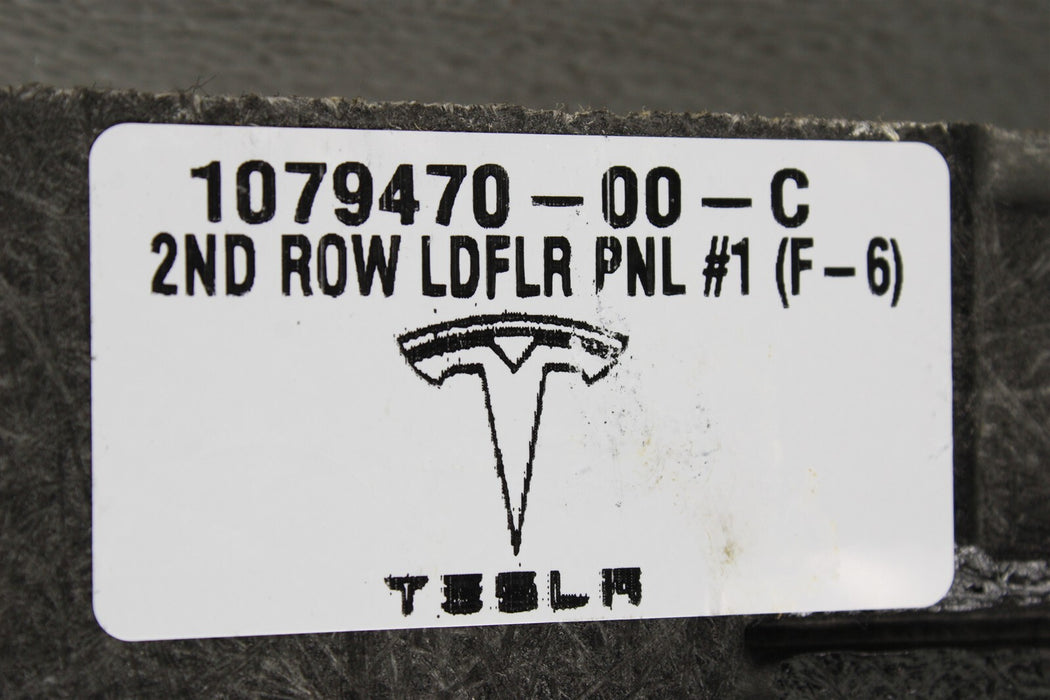 1079470-00-C
2ND ROW LDFLR PNL #1 (F-6)
TESLA